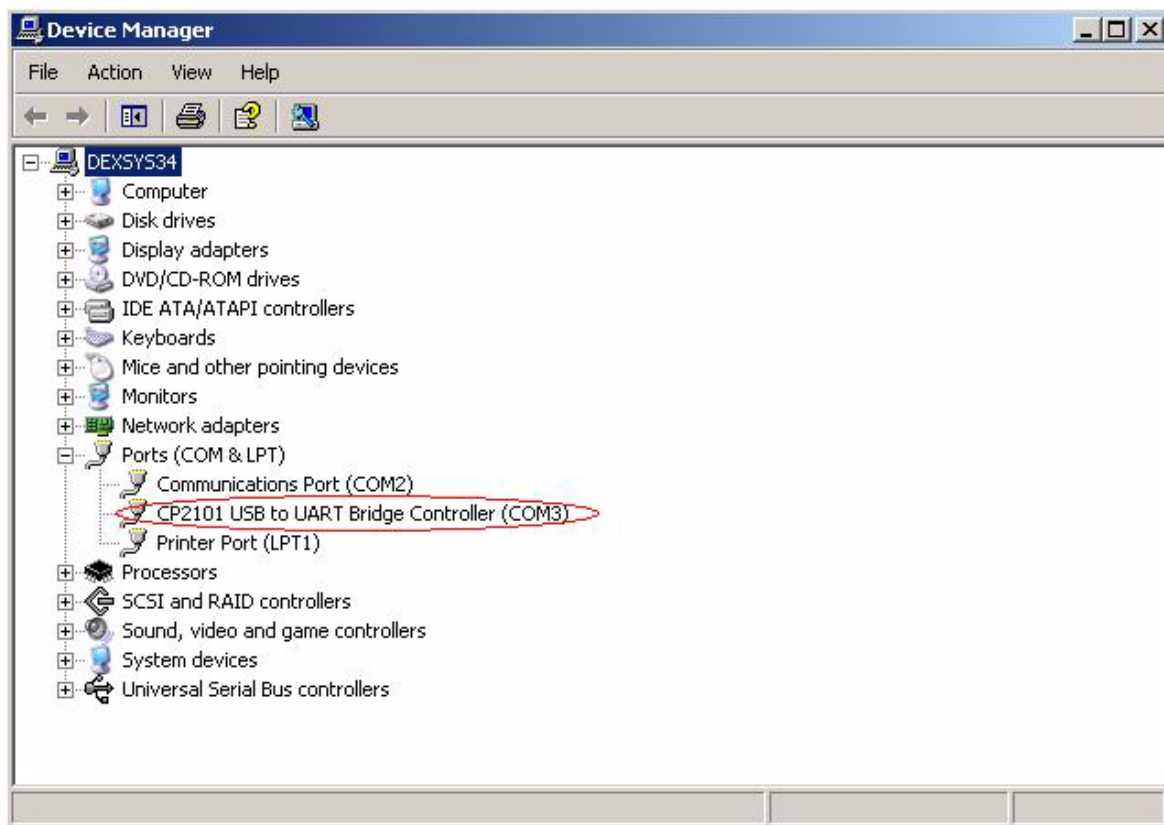 Device Manager
File Action View Help
DEXSYS34
Computer
Disk drives
Display adapters
DVD/CD-ROM drives
IDE ATA/ATAPI controllers
Keyboards
Mice and other pointing devices
Monitors
Network adapters
Ports (COM & LPT)
Communications Port (COM2)
CP2101 USB to UART Bridge Controller (COM3)
Printer Port (LPT1)
Processors
SCSI and RAID controllers
Sound, video and game controllers
System devices
Universal Serial Bus controllers